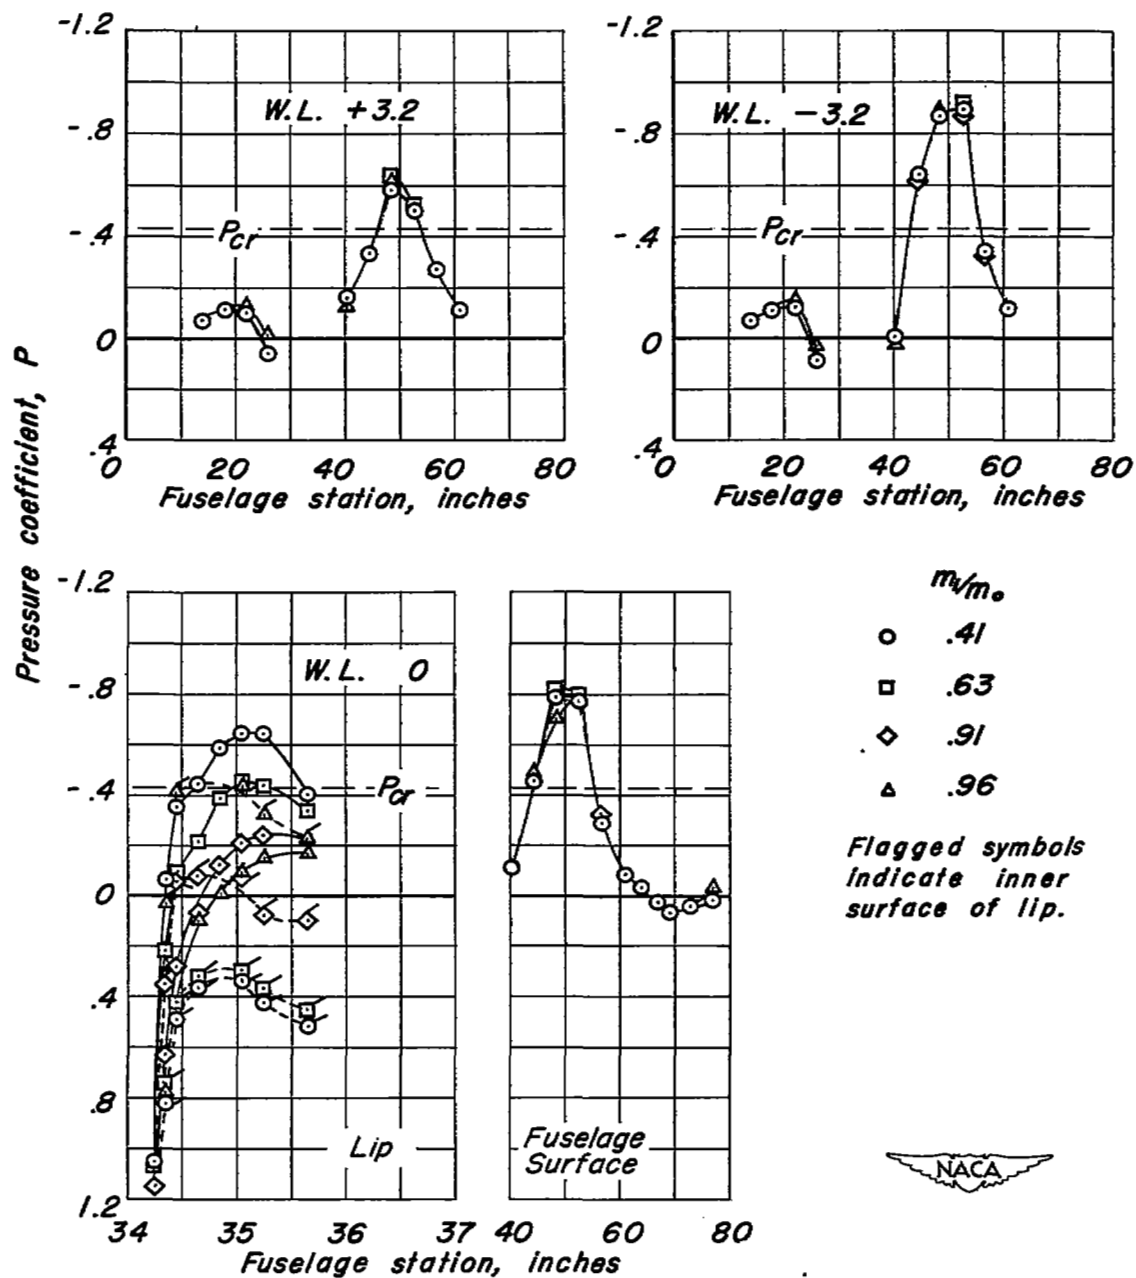 -1.2
-.8
-.4
0
.4
W.L. +3.2
Pcr
0 20 40 60 80
Fuselage station, inches
-1.2
-.8
-.4
0
.4
W.L. -3.2
Pcr
0 20 40 60 80
Fuselage station, inches
Pressure coefficient, P
-1.2
-.8
-.4
0
.4
.8
1.2
W.L. 0
Pcr
Lip
34 35 36 37
Fuselage
Surface
40 60 80
Fuselage station, inches
m₁/m₀
.41
.63
.91
.96
Flagged symbols
indicate inner
surface of lip.
NACA